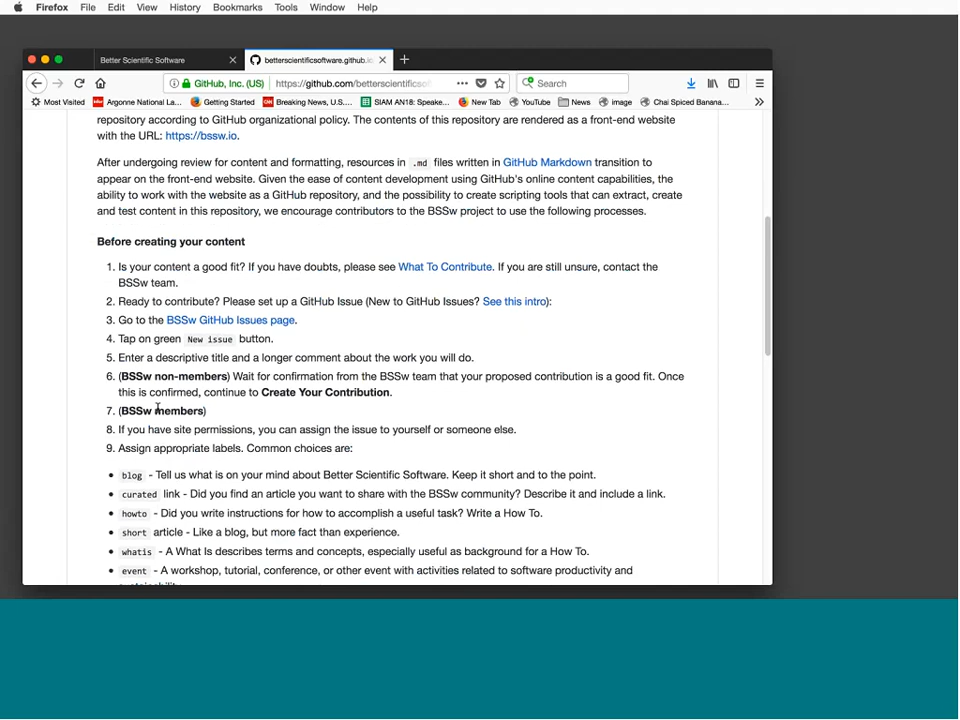 Firefox File Edit View History Bookmarks Tools Window Help
Better Scientific Software
betterscientificsoftware.github.io
GitHub, Inc. (US) https://github.com/betterscientificso
Search
Most Visited Argonne National La... Getting Started Breaking News, U.S.... SIAM AN18: Speake... New Tab YouTube News image Chai Spiced Banana...
repository according to GitHub organizational policy. The contents of this repository are rendered as a front-end website
with the URL: https://bssw.io.
After undergoing review for content and formatting, resources in .md files written in GitHub Markdown transition to
appear on the front-end website. Given the ease of content development using GitHub's online content capabilities, the
ability to work with the website as a GitHub repository, and the possibility to create scripting tools that can extract, create
and test content in this repository, we encourage contributors to the BSSw project to use the following processes.
Before creating your content
1. Is your content a good fit? If you have doubts, please see What To Contribute. If you are still unsure, contact the
BSSw team.
2. Ready to contribute? Please set up a GitHub Issue (New to GitHub Issues? See this intro):
3. Go to the BSSw GitHub Issues page.
4. Tap on green New issue button.
5. Enter a descriptive title and a longer comment about the work you will do.
6. (BSSw non-members) Wait for confirmation from the BSSw team that your proposed contribution is a good fit. Once
this is confirmed, continue to Create Your Contribution.
7. (BSSw members)
8. If you have site permissions, you can assign the issue to yourself or someone else.
9. Assign appropriate labels. Common choices are:
• blog - Tell us what is on your mind about Better Scientific Software. Keep it short and to the point.
• curated link - Did you find an article you want to share with the BSSw community? Describe it and include a link.
• howto - Did you write instructions for how to accomplish a useful task? Write a How To.
• short article - Like a blog, but more fact than experience.
• whatis - A What Is describes terms and concepts, especially useful as background for a How To.
• event - A workshop, tutorial, conference, or other event with activities related to software productivity and